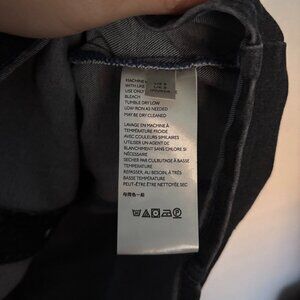 MACHINE
WITH LIKE
USE ONLY
BLEACH
TUMBLE DRY LOW
LOW IRON AS NEEDED
MAY BE DRY CLEANED
LAVAGE EN MACHINE À
TEMPÉRATURE FROIDE
AVEC COULEURS SIMILAIRES
UTILISER UN AGENT DE
BLANCHIMENT SANS CHLORE SI
NÉCESSAIRE
SECHER PAR CULBUTAGE À BASSE
TEMPÉRATURE
REPASSER, AU BESOIN, À TRÈS
BASSE TEMPÉRATURE
PEUT-ÊTRE ÊTRE NETTOYÉE SEC